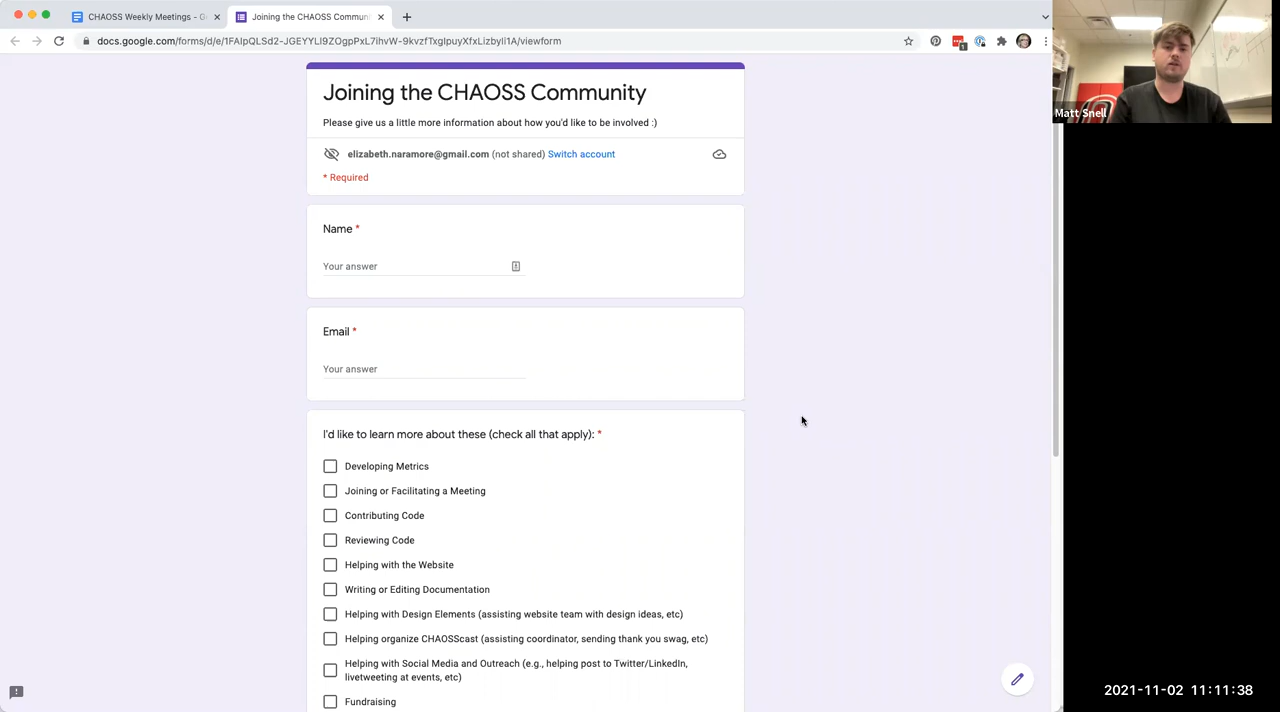 CHAOSS Weekly Meetings - G
Joining the CHAOSS Communi
docs.google.com/forms/d/e/1FAIpQLSd2-JGEYYLI9ZOgpPxL7ihvW-9kvzfTxgIpuyXfxLizbyIi1A/viewform
1
Matt Snell
Joining the CHAOSS Community
Please give us a little more information about how you'd like to be involved :)
elizabeth.naramore@gmail.com (not shared) Switch account
* Required
Name *
Your answer
Email *
Your answer
I'd like to learn more about these (check all that apply): *
Developing Metrics
Joining or Facilitating a Meeting
Contributing Code
Reviewing Code
Helping with the Website
Writing or Editing Documentation
Helping with Design Elements (assisting website team with design ideas, etc)
Helping organize CHAOSScast (assisting coordinator, sending thank you swag, etc)
Helping with Social Media and Outreach (e.g., helping post to Twitter/LinkedIn,
livetweeting at events, etc)
Fundraising
2021-11-02 11:11:38